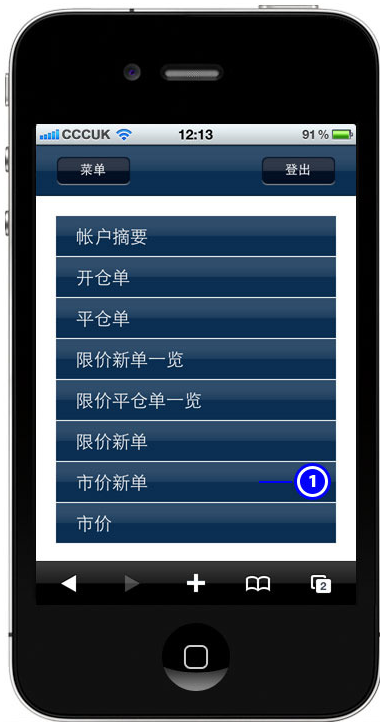 CCCUK 12:13 91 %
菜单 登出
帐户摘要
开仓单
平仓单
限价新单一览
限价平仓单一览
限价新单
市价新单 1
市价
2